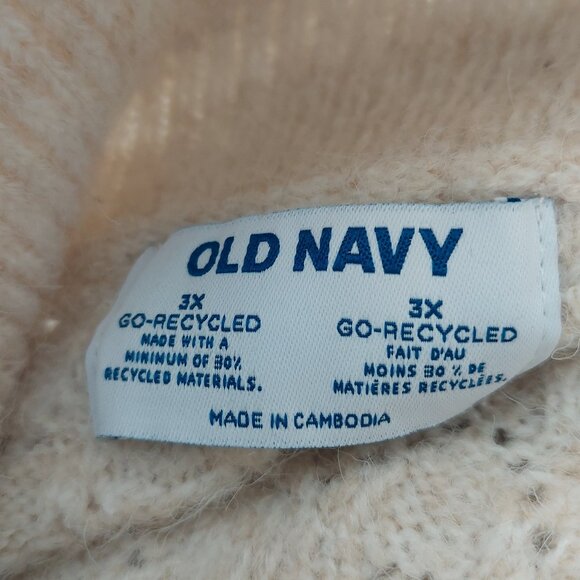 OLD NAVY
3X
GO-RECYCLED
MADE WITH A
MINIMUM OF 30%
RECYCLED MATERIALS.
3X
GO-RECYCLED
FAIT D'AU
MOINS 30 % DE
MATIÈRES RECYCLÉES.
MADE IN CAMBODIA